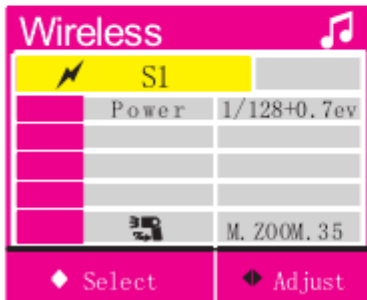 Wireless
S1
Power 1/128+0.7ev
M. ZOOM. 35
Select Adjust